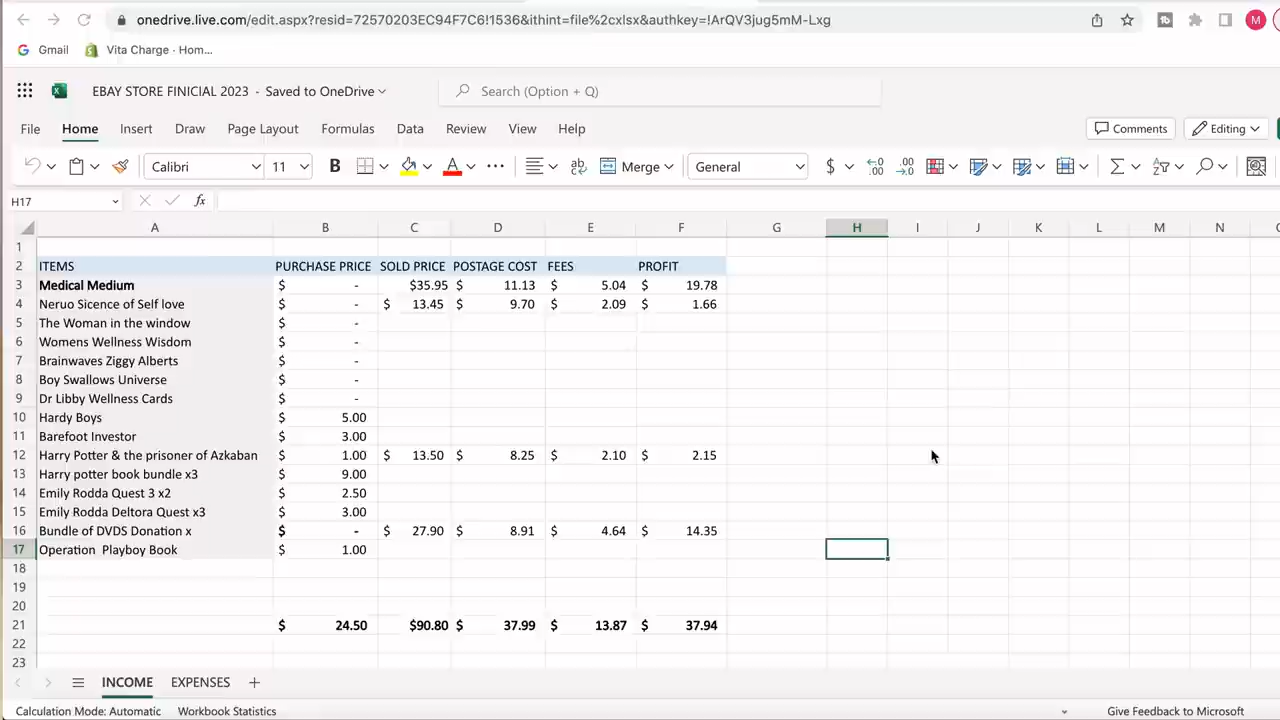 onedrive.live.com/edit.aspx?resid=72570203EC94F7C6!1536&ithint=file%2cxlsx&authkey=!ArQV3jug5mM-Lxg
M
Gmail Vita Charge · Hom...
EBAY STORE FINICIAL 2023 - Saved to OneDrive
Search (Option + Q)
File Home Insert Draw Page Layout Formulas Data Review View Help
Comments Editing
Calibri 11 B A ab Merge General $
H17 fx
A B C D E F G H I J K L M N
1
2 ITEMS PURCHASE PRICE SOLD PRICE POSTAGE COST FEES PROFIT
3 Medical Medium $ - $35.95 $ 11.13 $ 5.04 $ 19.78
4 Neruo Sicence of Self love $ - $ 13.45 $ 9.70 $ 2.09 $ 1.66
5 The Woman in the window $ -
6 Womens Wellness Wisdom $ -
7 Brainwaves Ziggy Alberts $ -
8 Boy Swallows Universe $ -
9 Dr Libby Wellness Cards $ -
10 Hardy Boys $ 5.00
11 Barefoot Investor $ 3.00
12 Harry Potter & the prisoner of Azkaban $ 1.00 $ 13.50 $ 8.25 $ 2.10 $ 2.15
13 Harry potter book bundle x3 $ 9.00
14 Emily Rodda Quest 3 x2 $ 2.50
15 Emily Rodda Deltora Quest x3 $ 3.00
16 Bundle of DVDS Donation x $ - $ 27.90 $ 8.91 $ 4.64 $ 14.35
17 Operation Playboy Book $ 1.00
18
19
20
21 $ 24.50 $90.80 $ 37.99 $ 13.87 $ 37.94
22
23
INCOME EXPENSES
Calculation Mode: Automatic Workbook Statistics Give Feedback to Microsoft